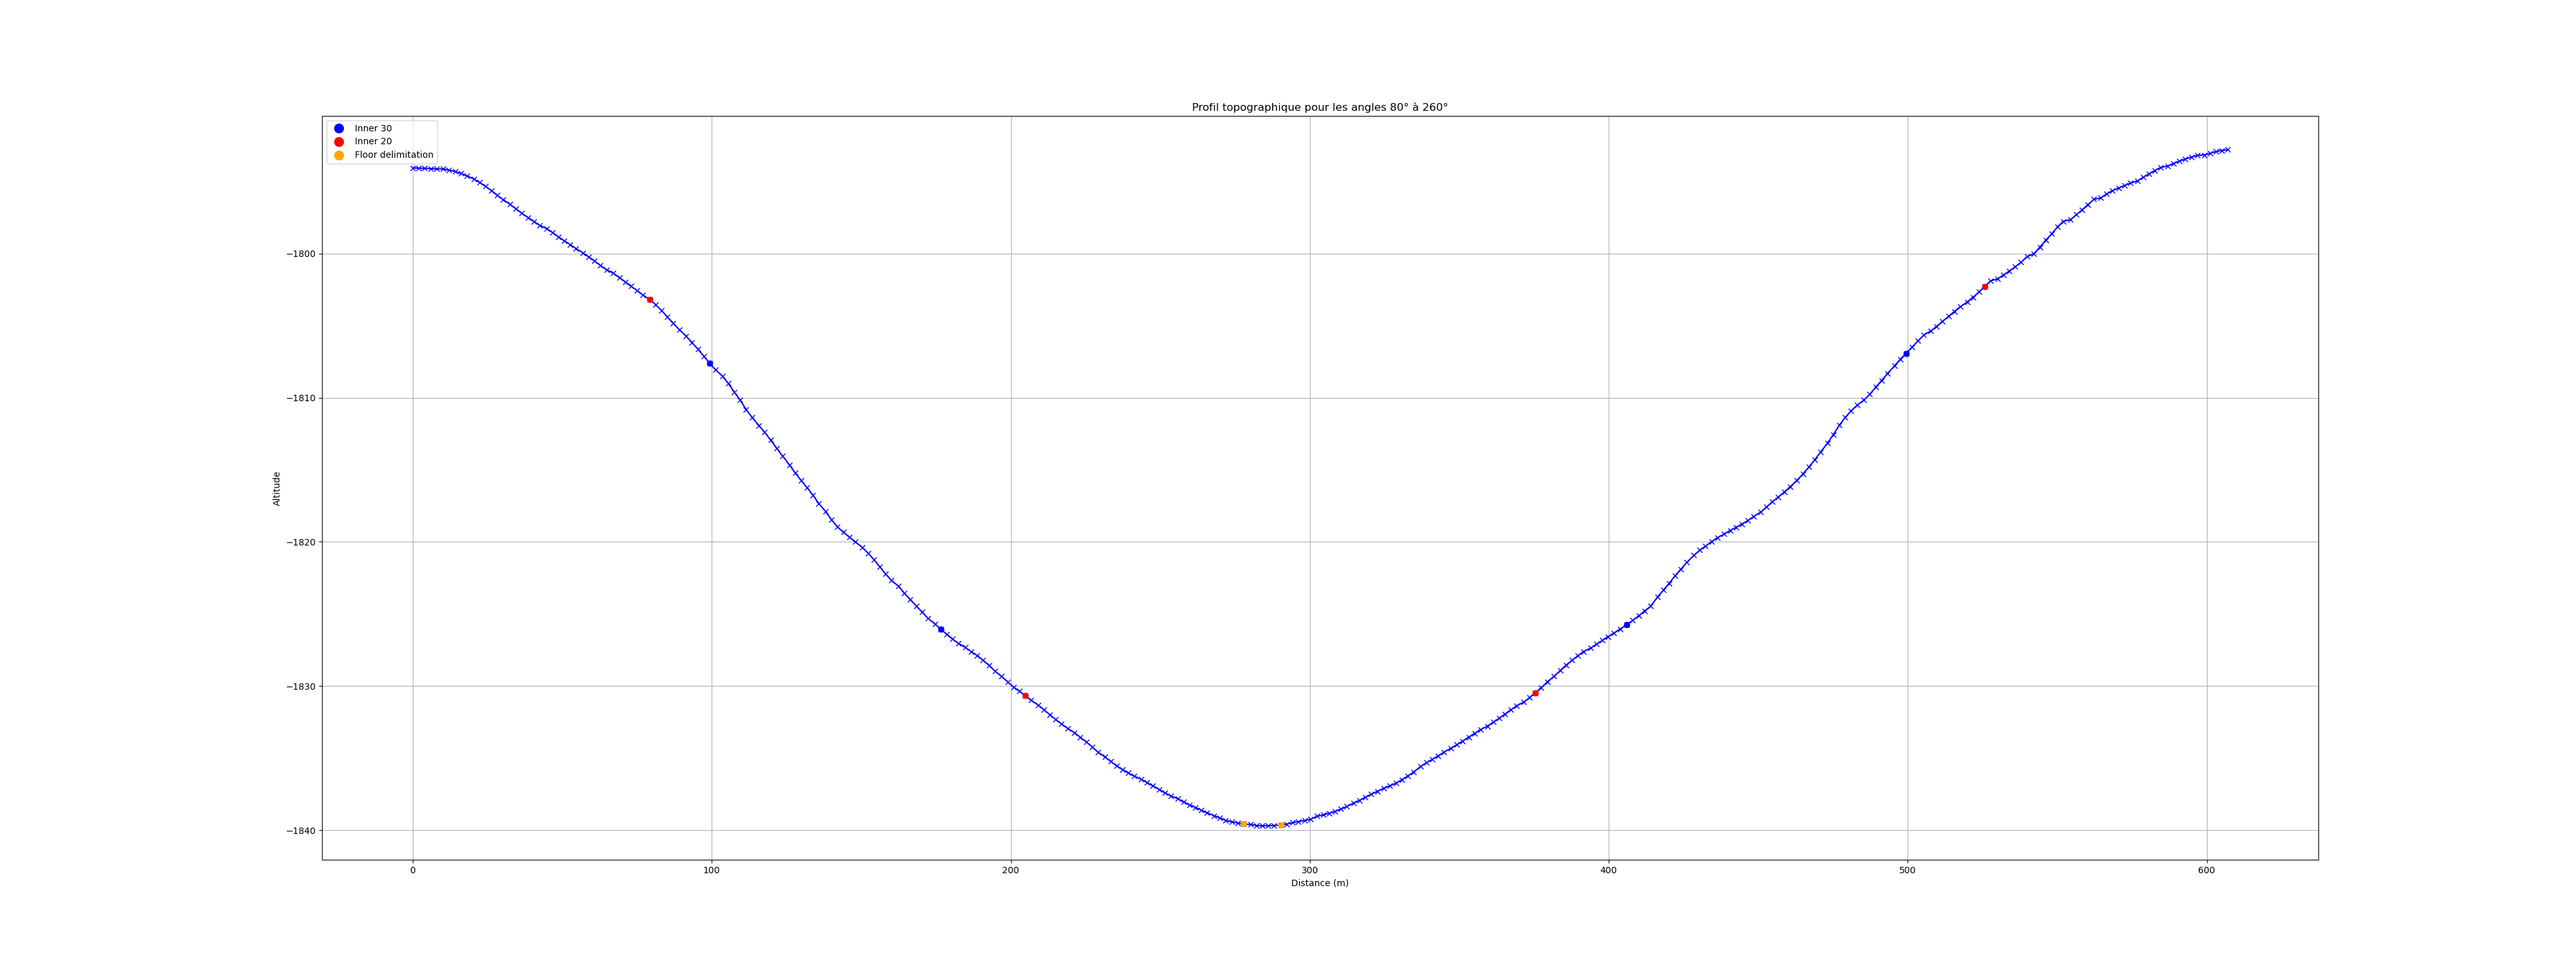 Profil topographique pour les angles 80° à 260°
Inner 30
Inner 20
Floor delimitation
−1800
−1810
−1820
−1830
−1840
Altitude
0 100 200 300 400 500 600
Distance (m)